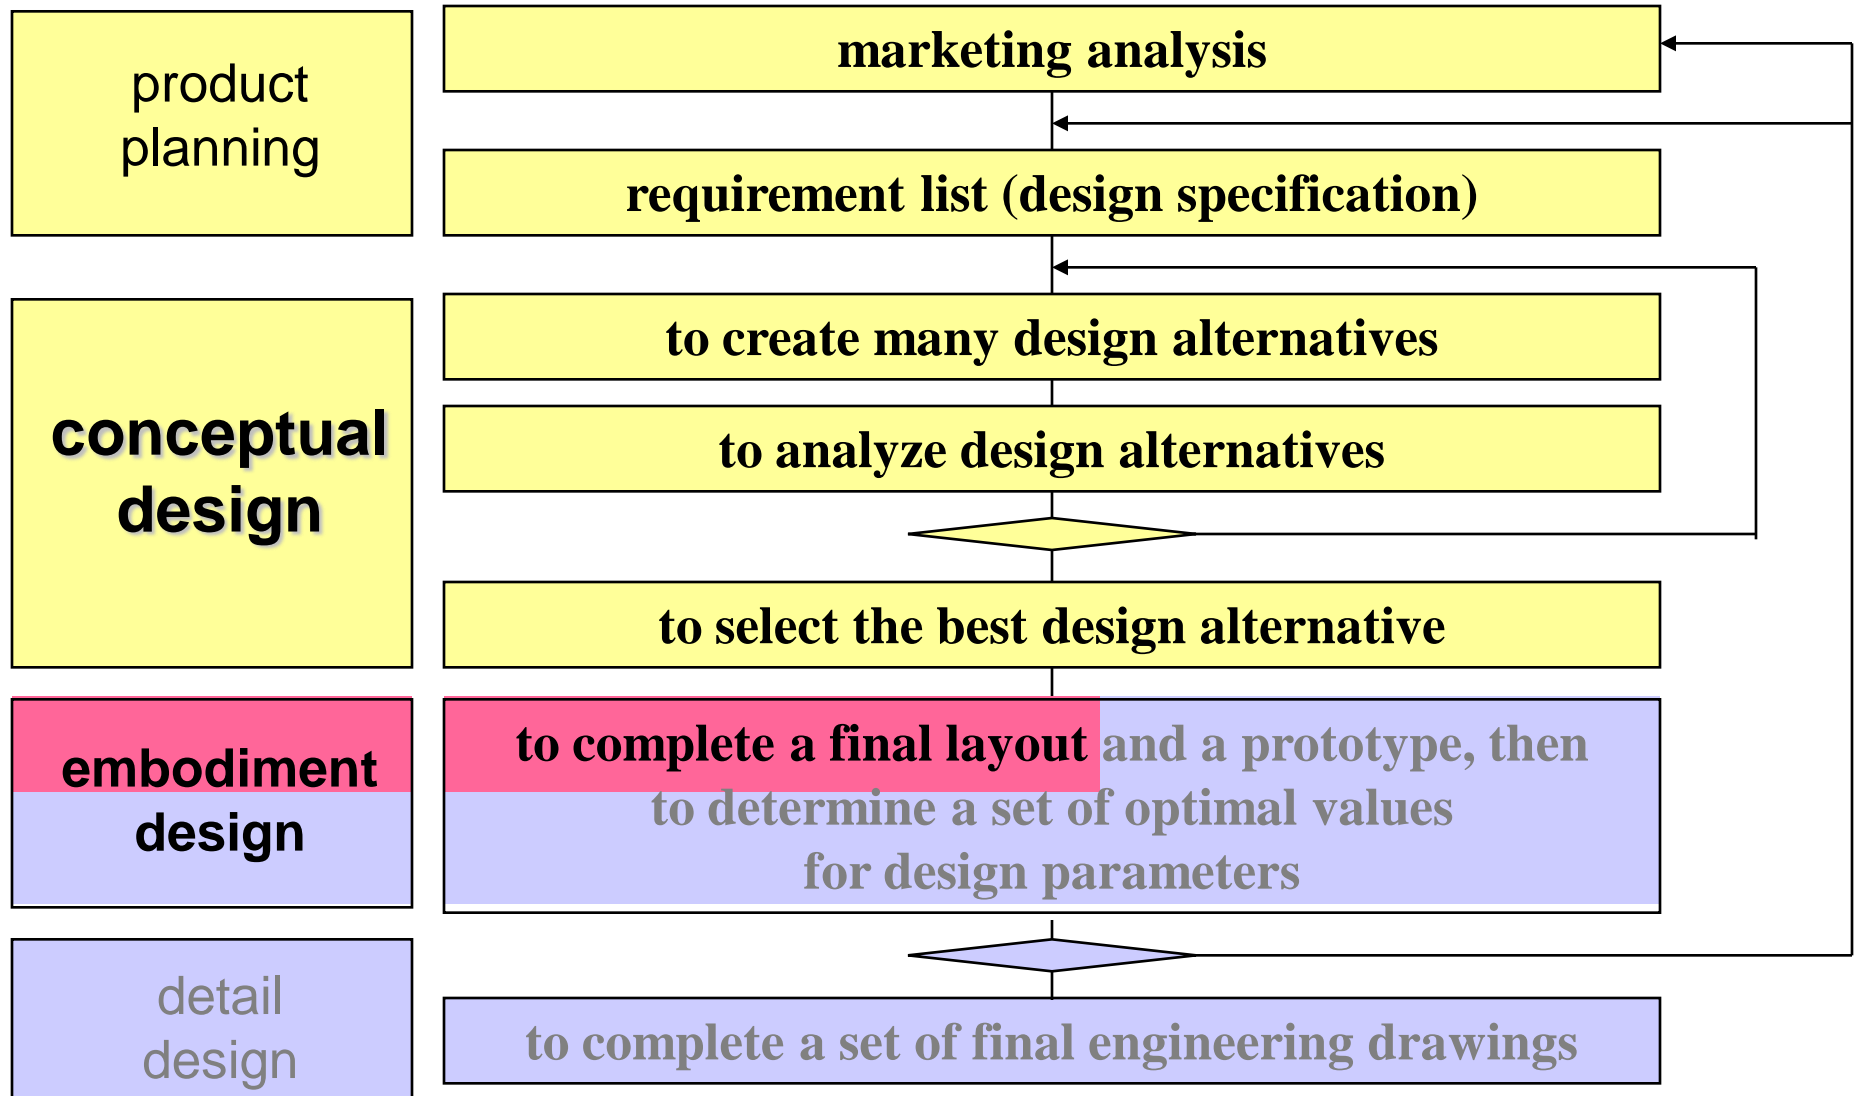 product
planning
marketing analysis
requirement list (design specification)
conceptual
design
to create many design alternatives
to analyze design alternatives
to select the best design alternative
embodiment
design
to complete a final layout and a prototype, then
to determine a set of optimal values
for design parameters
detail
design
to complete a set of final engineering drawings